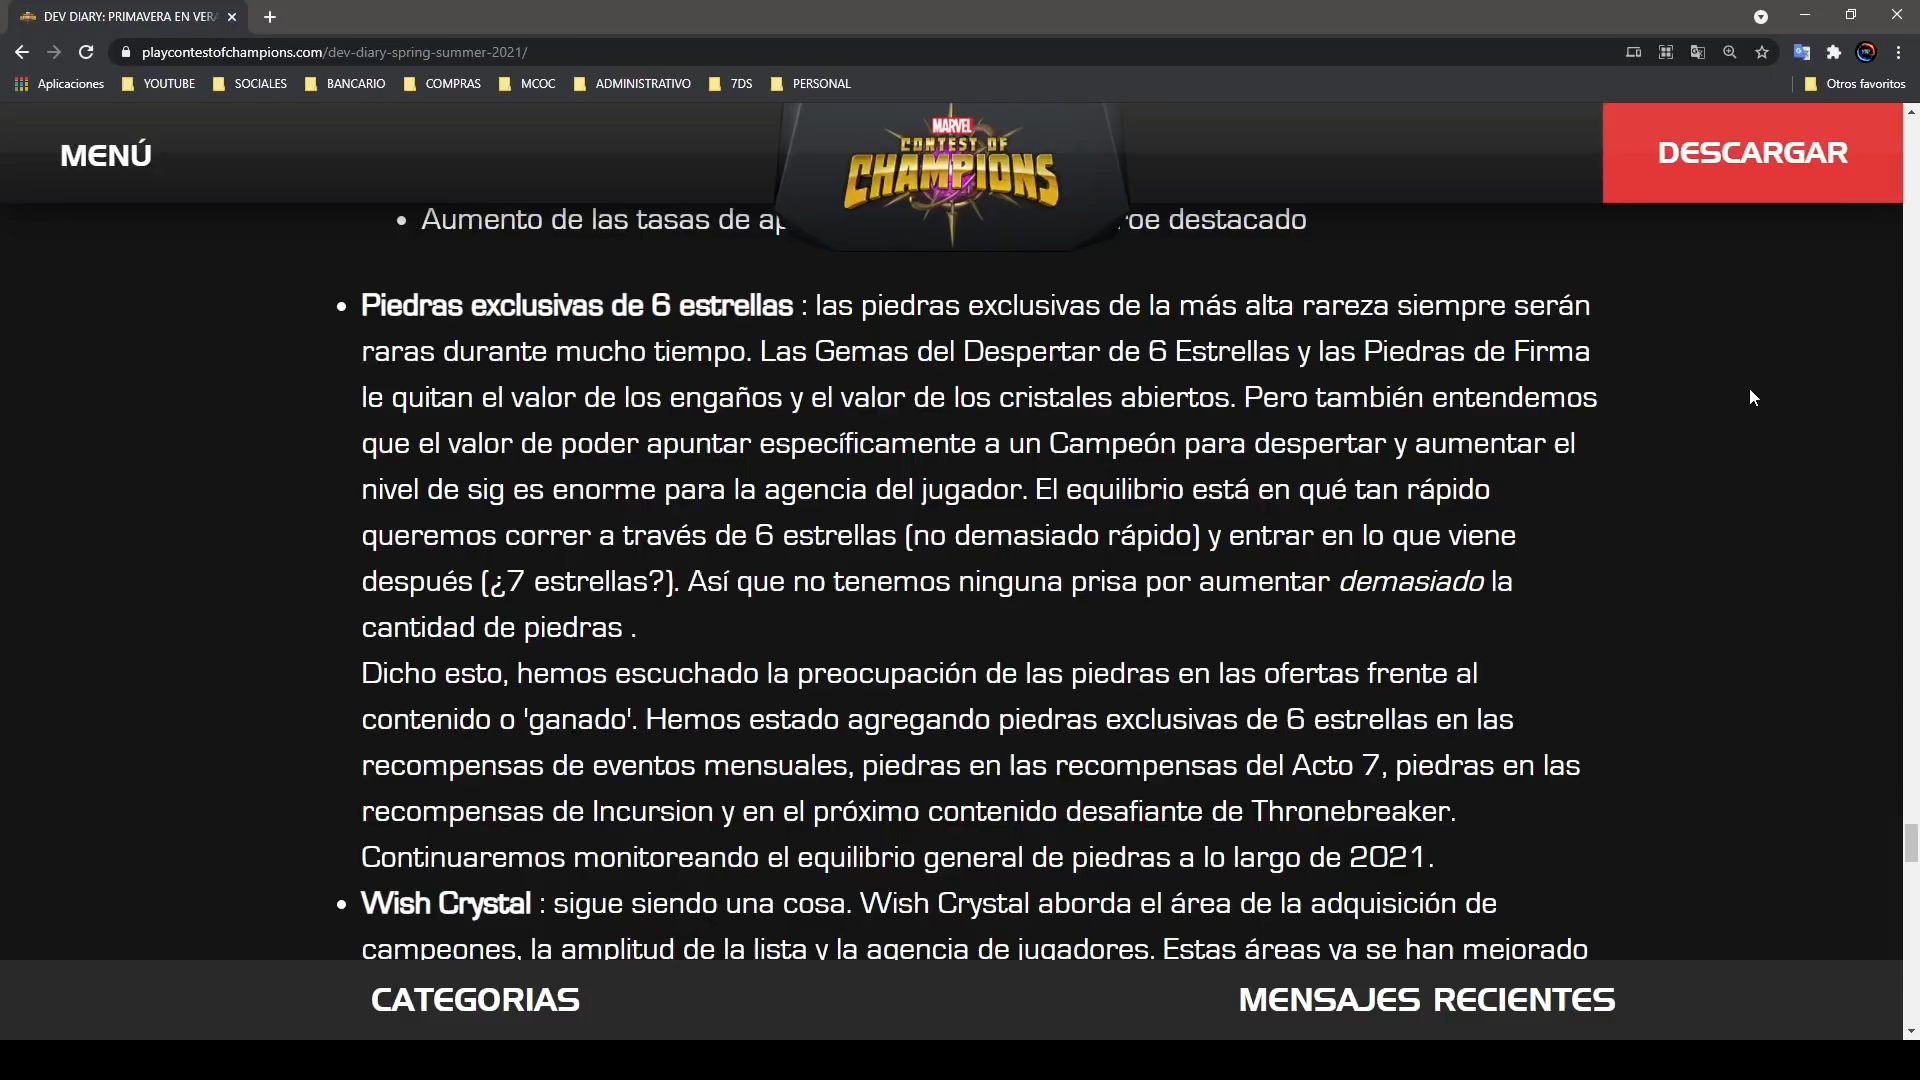 DEV DIARY: PRIMAVERA EN VER
playcontestofchampions.com/dev-diary-spring-summer-2021/
Aplicaciones YOUTUBE SOCIALES BANCARIO COMPRAS MCOC ADMINISTRATIVO 7DS PERSONAL Otros favoritos
MENÚ
MARVEL
CONTEST OF
CHAMPIONS
DESCARGAR
• Aumento de las tasas de destacado
• Piedras exclusivas de 6 estrellas : las piedras exclusivas de la más alta rareza siempre serán
raras durante mucho tiempo. Las Gemas del Despertar de 6 Estrellas y las Piedras de Firma
le quitan el valor de los engaños y el valor de los cristales abiertos. Pero también entendemos
que el valor de poder apuntar específicamente a un Campeón para despertar y aumentar el
nivel de sig es enorme para la agencia del jugador. El equilibrio está en qué tan rápido
queremos correr a través de 6 estrellas (no demasiado rápido) y entrar en lo que viene
después (¿7 estrellas?). Así que no tenemos ninguna prisa por aumentar demasiado la
cantidad de piedras .
Dicho esto, hemos escuchado la preocupación de las piedras en las ofertas frente al
contenido o 'ganado'. Hemos estado agregando piedras exclusivas de 6 estrellas en las
recompensas de eventos mensuales, piedras en las recompensas del Acto 7, piedras en las
recompensas de Incursion y en el próximo contenido desafiante de Thronebreaker.
Continuaremos monitoreando el equilibrio general de piedras a lo largo de 2021.
• Wish Crystal : sigue siendo una cosa. Wish Crystal aborda el área de la adquisición de
campeones, la amplitud de la lista y la agencia de jugadores. Estas áreas ya se han mejorado
CATEGORIAS
MENSAJES RECIENTES